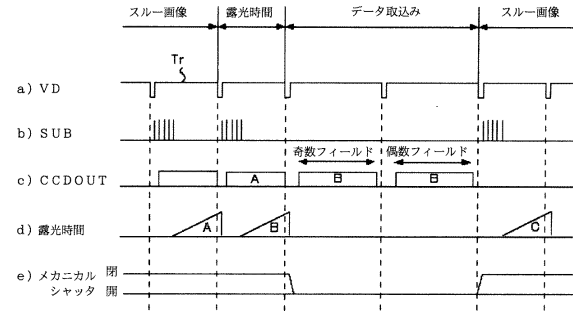 スルー画像 露光時間 データ取込み スルー画像
Tr
a) VD
b) SUB
奇数フィールド 偶数フィールド
c) CCDOUT A B B
d) 露光時間 A B C
e) メカニカル 閉
シャッタ 開